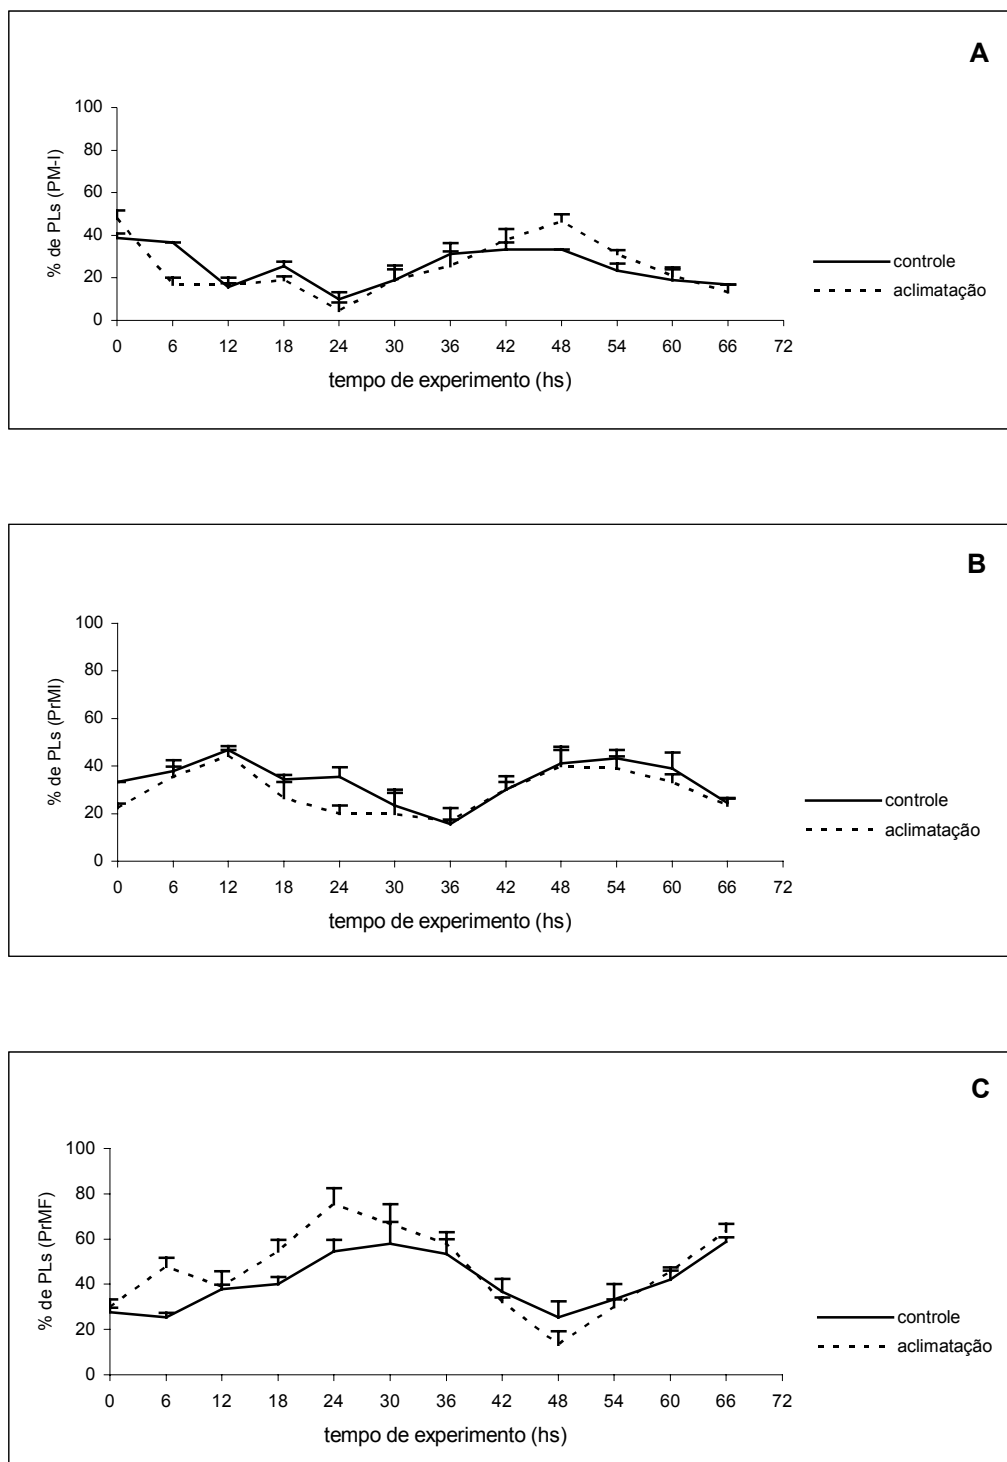 A
100
80
60
40
20
0
% de PLs (PM-I)
0 6 12 18 24 30 36 42 48 54 60 66 72
tempo de experimento (hs)
controle
aclimatação
B
100
80
60
40
20
0
% de PLs (PrMI)
0 6 12 18 24 30 36 42 48 54 60 66 72
tempo de experimento (hs)
controle
aclimatação
C
100
80
60
40
20
0
% de PLs (PrMF)
0 6 12 18 24 30 36 42 48 54 60 66 72
tempo de experimento (hs)
controle
aclimatação